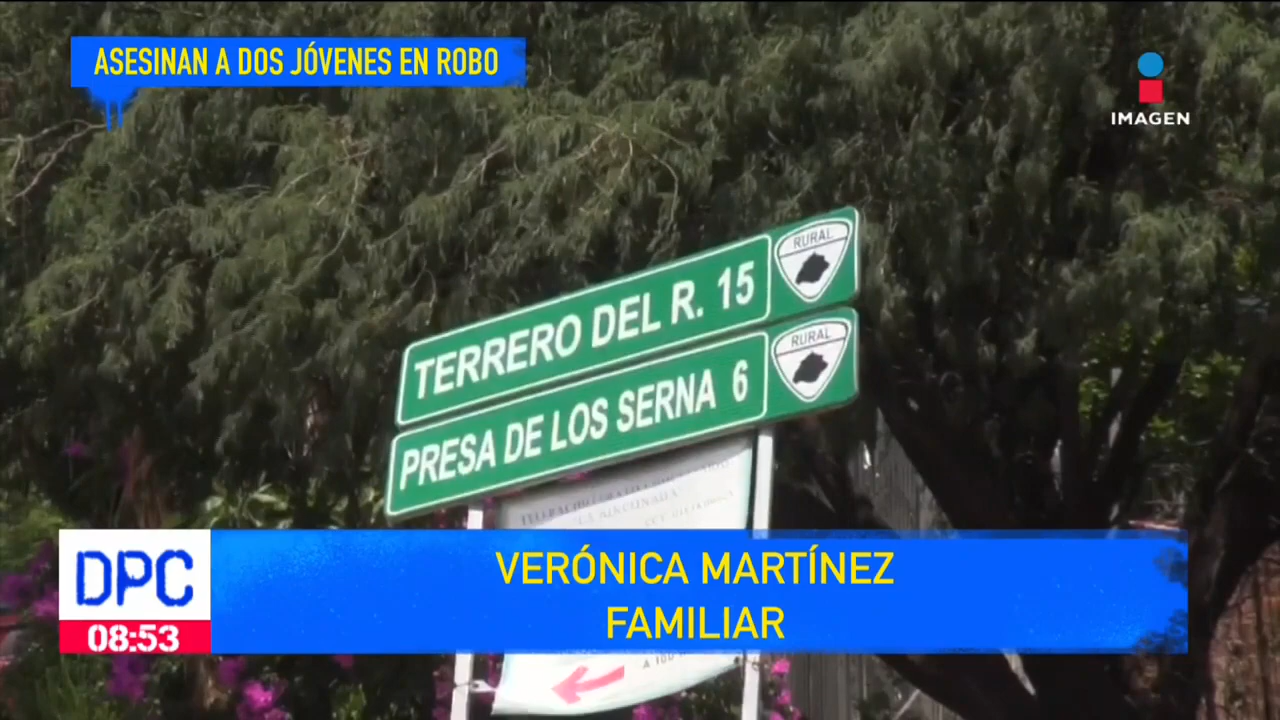 ASESINAN A DOS JÓVENES EN ROBO
IMAGEN
RURAL
TERRERO DEL R. 15
RURAL
PRESA DE LOS SERNA 6
DPC
08:53
VERÓNICA MARTÍNEZ
FAMILIAR